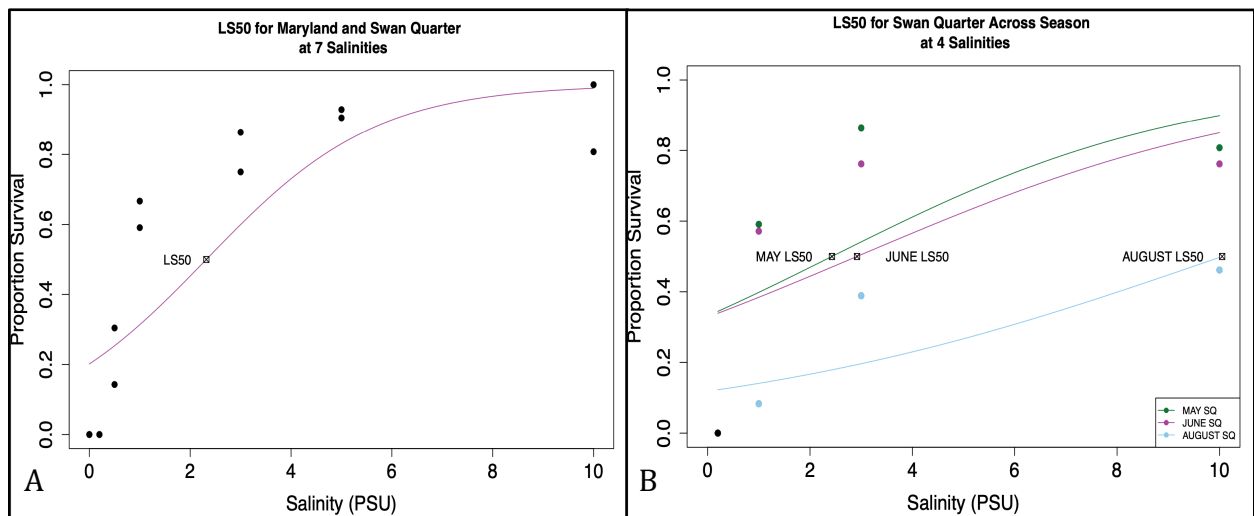 LS50 for Maryland and Swan Quarter
at 7 Salinities
Proportion Survival
1.0
0.8
0.6
0.4
0.2
0.0
LS50
0
2
4
6
8
10
Salinity (PSU)
A
LS50 for Swan Quarter Across Season
at 4 Salinities
Proportion Survival
1.0
0.8
0.6
0.4
0.2
0.0
MAY LS50
JUNE LS50
AUGUST LS50
MAY SQ
JUNE SQ
AUGUST SQ
0
2
4
6
8
10
Salinity (PSU)
B